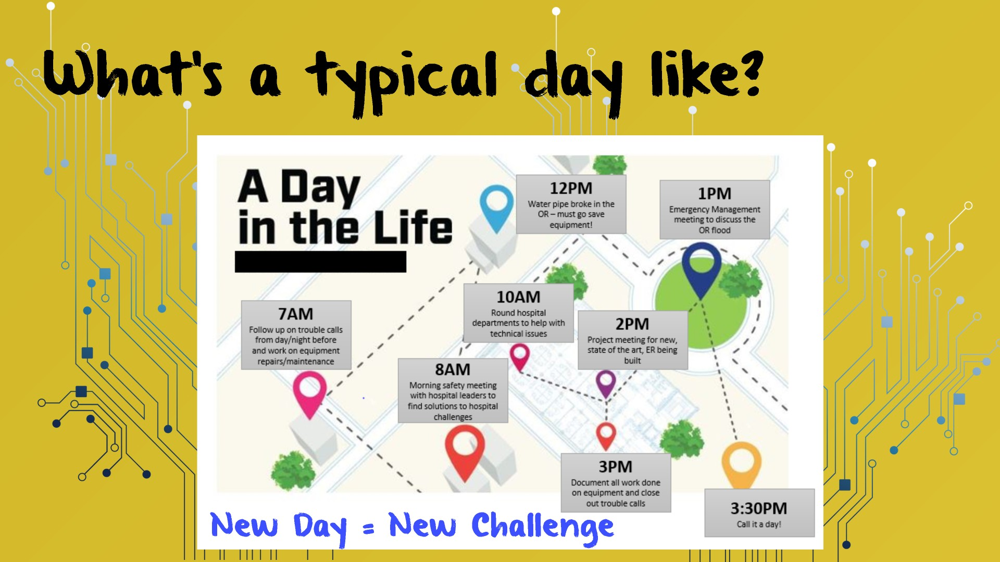 What's a typical day like?
A Day
in the Life
7AM
Follow up on trouble calls
from day/night before
and work on equipment
repairs/maintenance
8AM
Morning safety meeting
with hospital leaders to
find solutions to hospital
challenges
10AM
Round hospital
departments to help with
technical issues
12PM
Water pipe broke in the
OR – must go save
equipment!
1PM
Emergency Management
meeting to discuss the
OR flood
2PM
Project meeting for new,
state of the art, ER being
built
3PM
Document all work done
on equipment and close
out trouble calls
3:30PM
Call it a day!
New Day = New Challenge